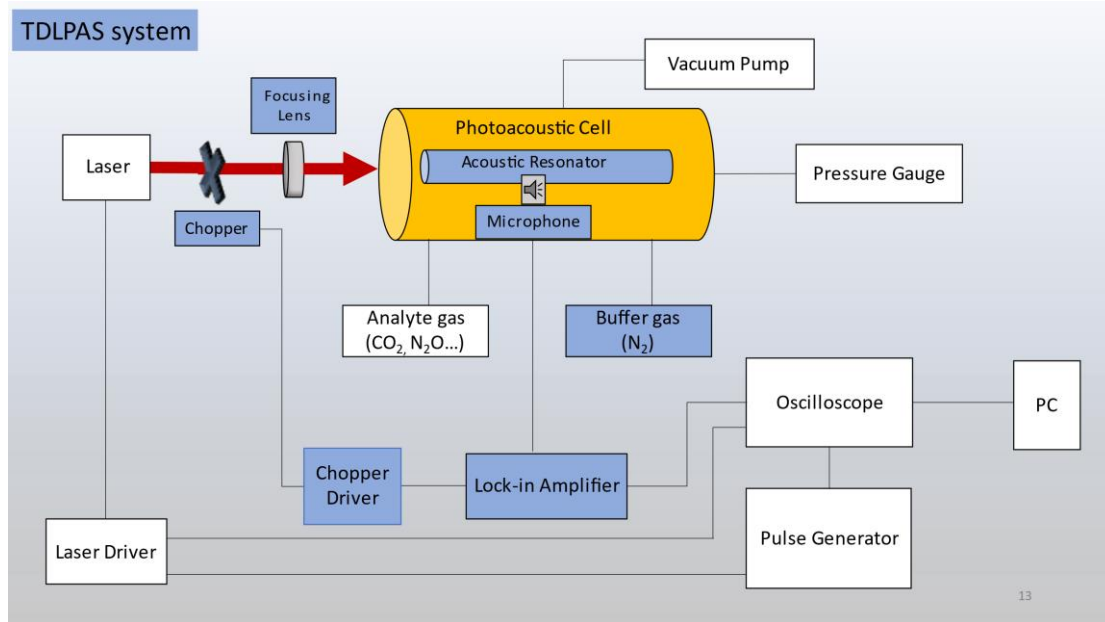 TDLPAS system
Vacuum Pump
Focusing
Lens
Photoacoustic Cell
Laser
Acoustic Resonator
Pressure Gauge
Microphone
Chopper
Analyte gas
(CO₂, N₂O...)
Buffer gas
(N₂)
Oscilloscope
PC
Chopper
Driver
Lock-in Amplifier
Laser Driver
Pulse Generator
13